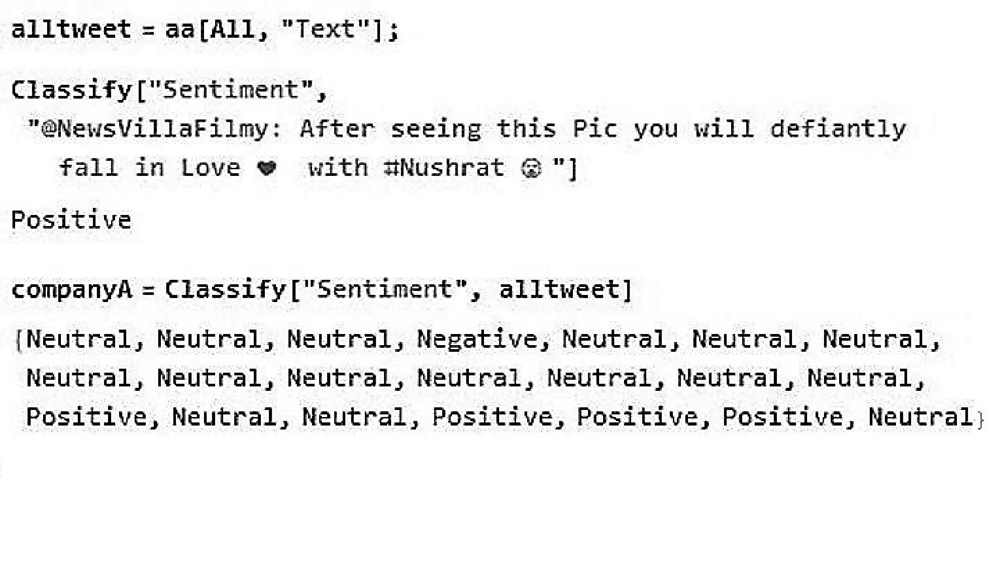 alltweet = aa[All, "Text"];
Classify["Sentiment",
"@NewsVillaFilmy: After seeing this Pic you will defiantly
fall in Love ❤ with #Nushrat 😭 "]
Positive
companyA = Classify["Sentiment", alltweet]
{Neutral, Neutral, Neutral, Negative, Neutral, Neutral, Neutral,
Neutral, Neutral, Neutral, Neutral, Neutral, Neutral, Neutral,
Positive, Neutral, Neutral, Positive, Positive, Positive, Neutral}